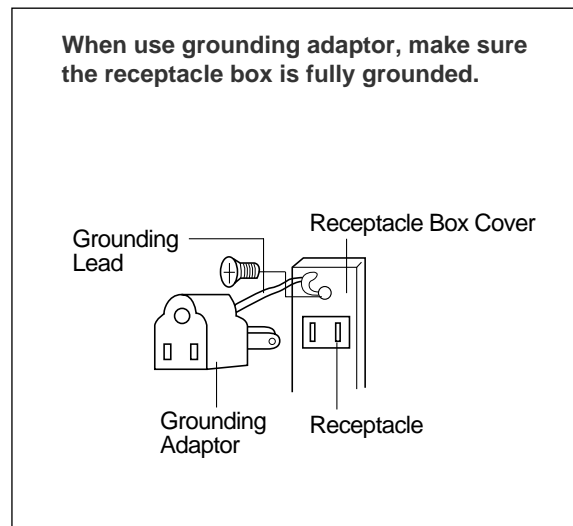 When use grounding adaptor, make sure
the receptacle box is fully grounded.
Receptacle Box Cover
Grounding
Lead
Grounding
Adaptor
Receptacle